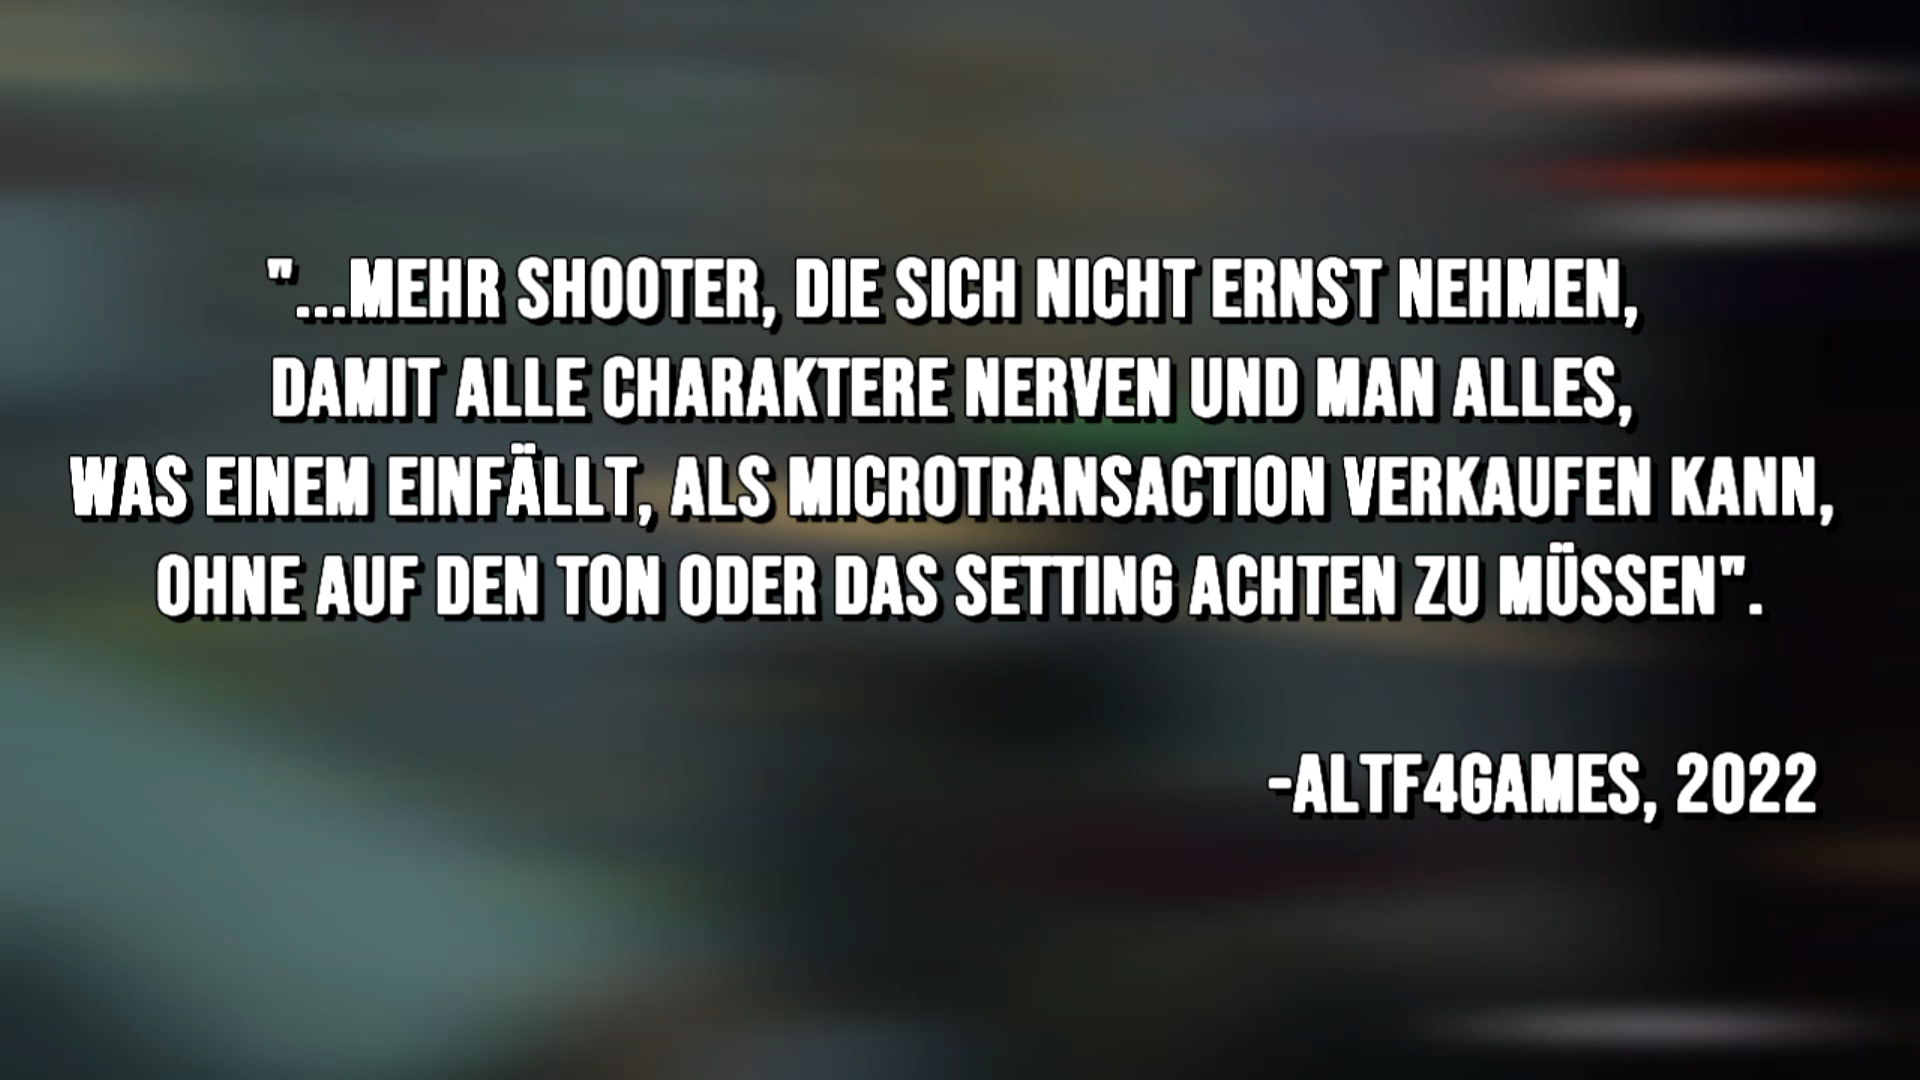 "...MEHR SHOOTER, DIE SICH NICHT ERNST NEHMEN,
DAMIT ALLE CHARAKTERE NERVEN UND MAN ALLES,
WAS EINEM EINFÄLLT, ALS MICROTRANSACTION VERKAUFEN KANN,
OHNE AUF DEN TON ODER DAS SETTING ACHTEN ZU MÜSSEN".
-ALTF4GAMES, 2022